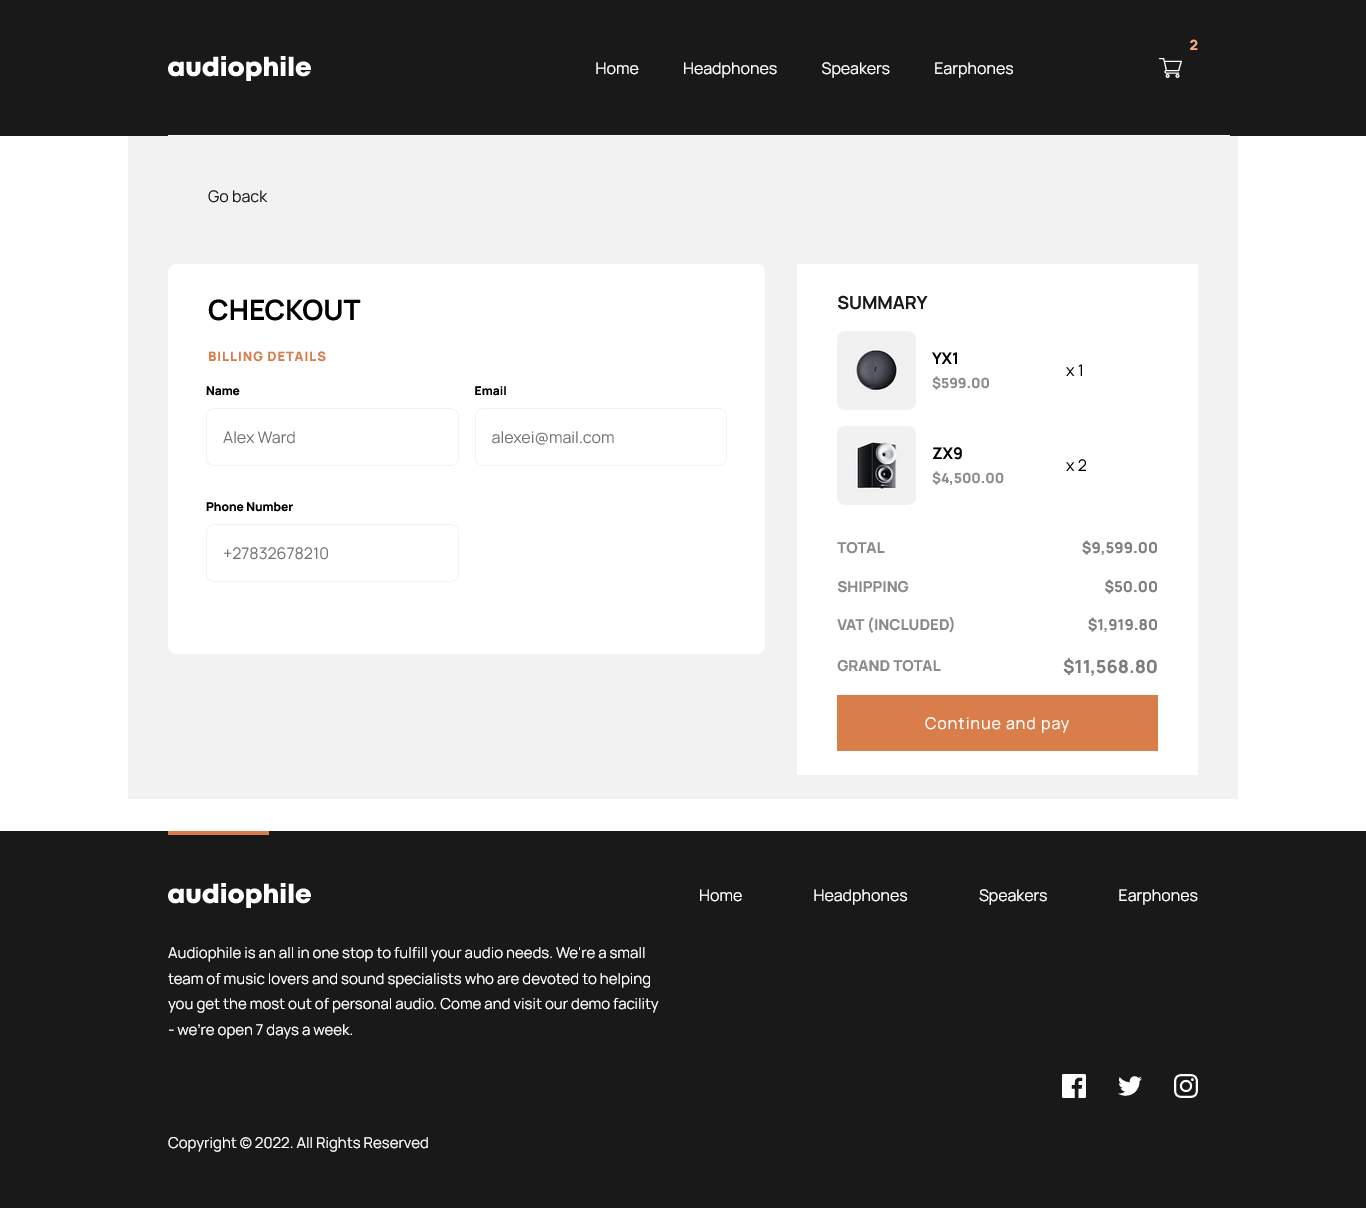 audiophile
Home Headphones Speakers Earphones
2
Go back
CHECKOUT
BILLING DETAILS
Name Email
Alex Ward alexei@mail.com
Phone Number
+27832678210
SUMMARY
YX1
$599.00
x 1
ZX9
$4,500.00
x 2
TOTAL $9,599.00
SHIPPING $50.00
VAT (INCLUDED) $1,919.80
GRAND TOTAL $11,568.80
Continue and pay
audiophile
Home Headphones Speakers Earphones
Audiophile is an all in one stop to fulfill your audio needs. We're a small
team of music lovers and sound specialists who are devoted to helping
you get the most out of personal audio. Come and visit our demo facility
- we're open 7 days a week.
Copyright © 2022. All Rights Reserved